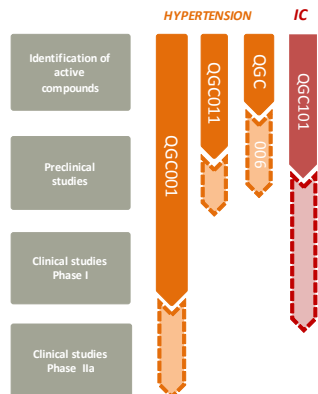 HYPERTENSION
IC
Identification of
active
compounds
Preclinical
studies
Clinical studies
Phase I
Clinical studies
Phase IIa
QGC001
QGC011
QGC
006
QGC101